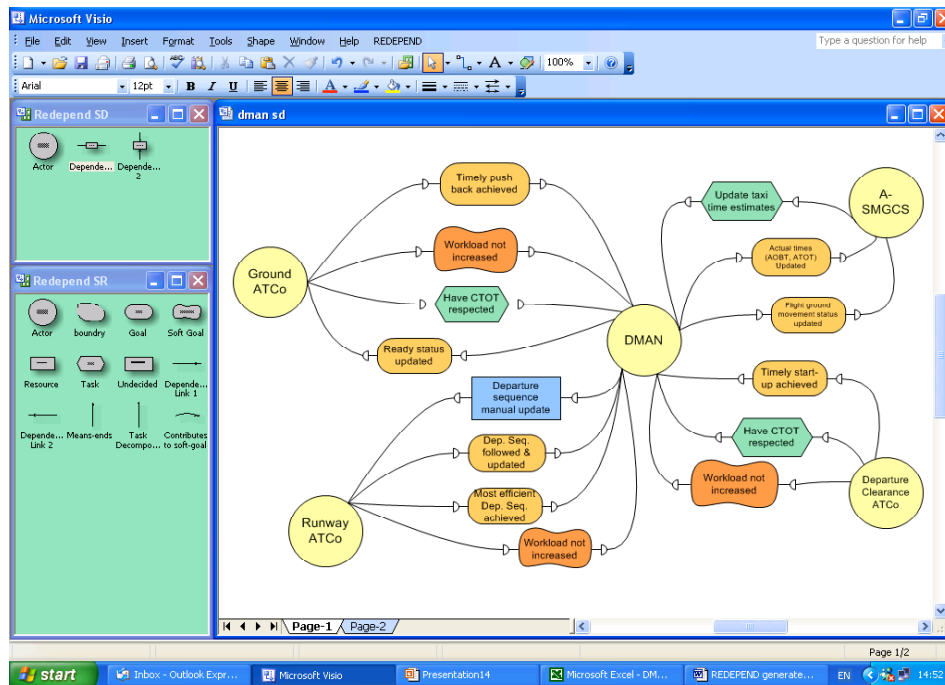 Microsoft Visio
File Edit View Insert Format Tools Shape Window Help REDEPEND
Type a question for help
100%
Arial
12pt
B I U
A
Redepend SD
Actor
Depende...
Depende...
2
Redepend SR
Actor
boundry
Goal
Soft Goal
Resource
Task
Undecided
Depende...
Link 1
Depende...
Link 2
Means-ends
Task
Decompo...
Contributes
to soft-goal
dman sd
Timely push
back achieved
Workload not
increased
Have CTOT
respected
Ready status
updated
Ground
ATCo
Departure
sequence
manual update
Dep. Seq.
followed &
updated
Most efficient
Dep. Seq.
achieved
Workload not
increased
Runway
ATCo
DMAN
Update taxi
time estimates
A-
SMGCS
Actual times
(AOBT, ATOT)
Updated
Flight ground
movement status
updated
Timely start-
up achieved
Have CTOT
respected
Workload not
increased
Departure
Clearance
ATCo
Page-1
Page-2
Page 1/2
start
Inbox - Outlook Expr...
Microsoft Visio
Presentation14
Microsoft Excel - DM...
REDEPEND generate...
EN
14:52